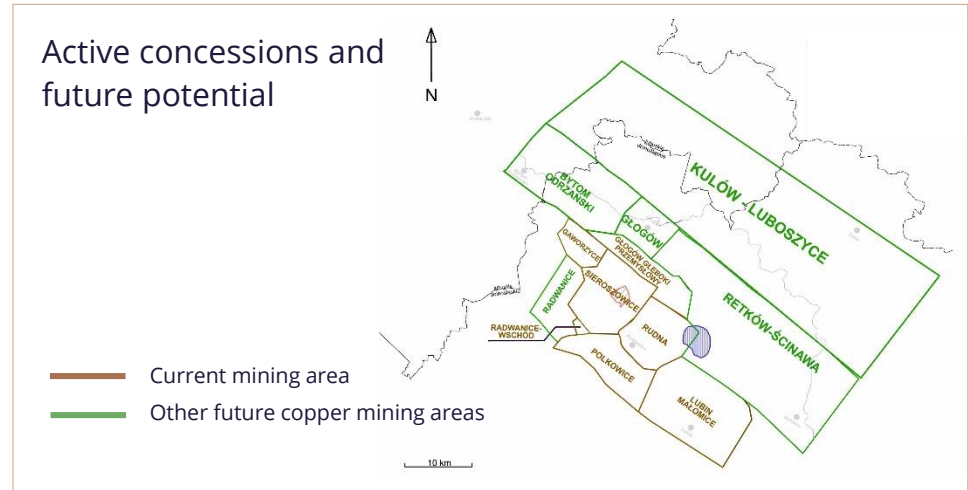 Active concessions and
future potential
N
KULÓW - LUBOSZYCE
BYTOM
ODRZAŃSKI
GŁOGÓW
GAWORZYCE
GŁOGÓW GŁĘBOKI
PRZEMYSŁOWY
SIEROSZOWICE
RADWANICE
RETKÓW-ŚCINAWA
RADWANICE-
WSCHÓD
RUDNA
POLKOWICE
LUBIN
MAŁOMICE
Current mining area
Other future copper mining areas
10 km